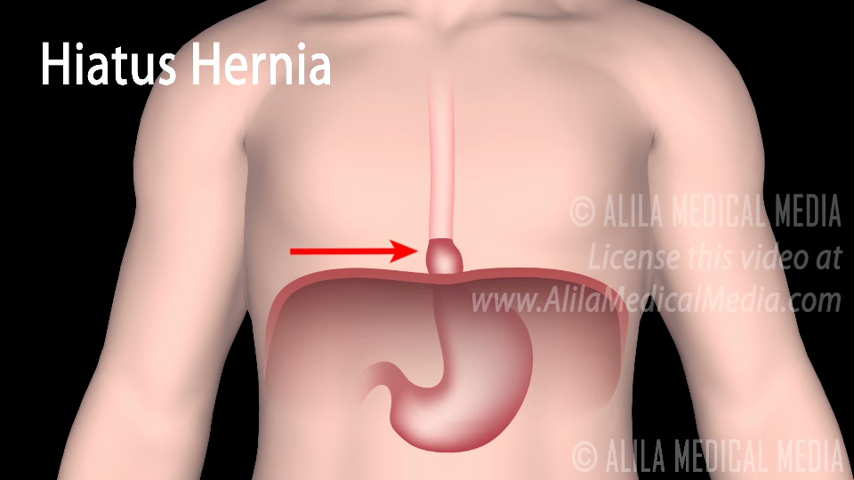 Hiatus Hernia
© ALILA MEDICAL MEDIA
License this video at
www.AlilaMedicalMedia.com
© ALILA MEDICAL MEDIA